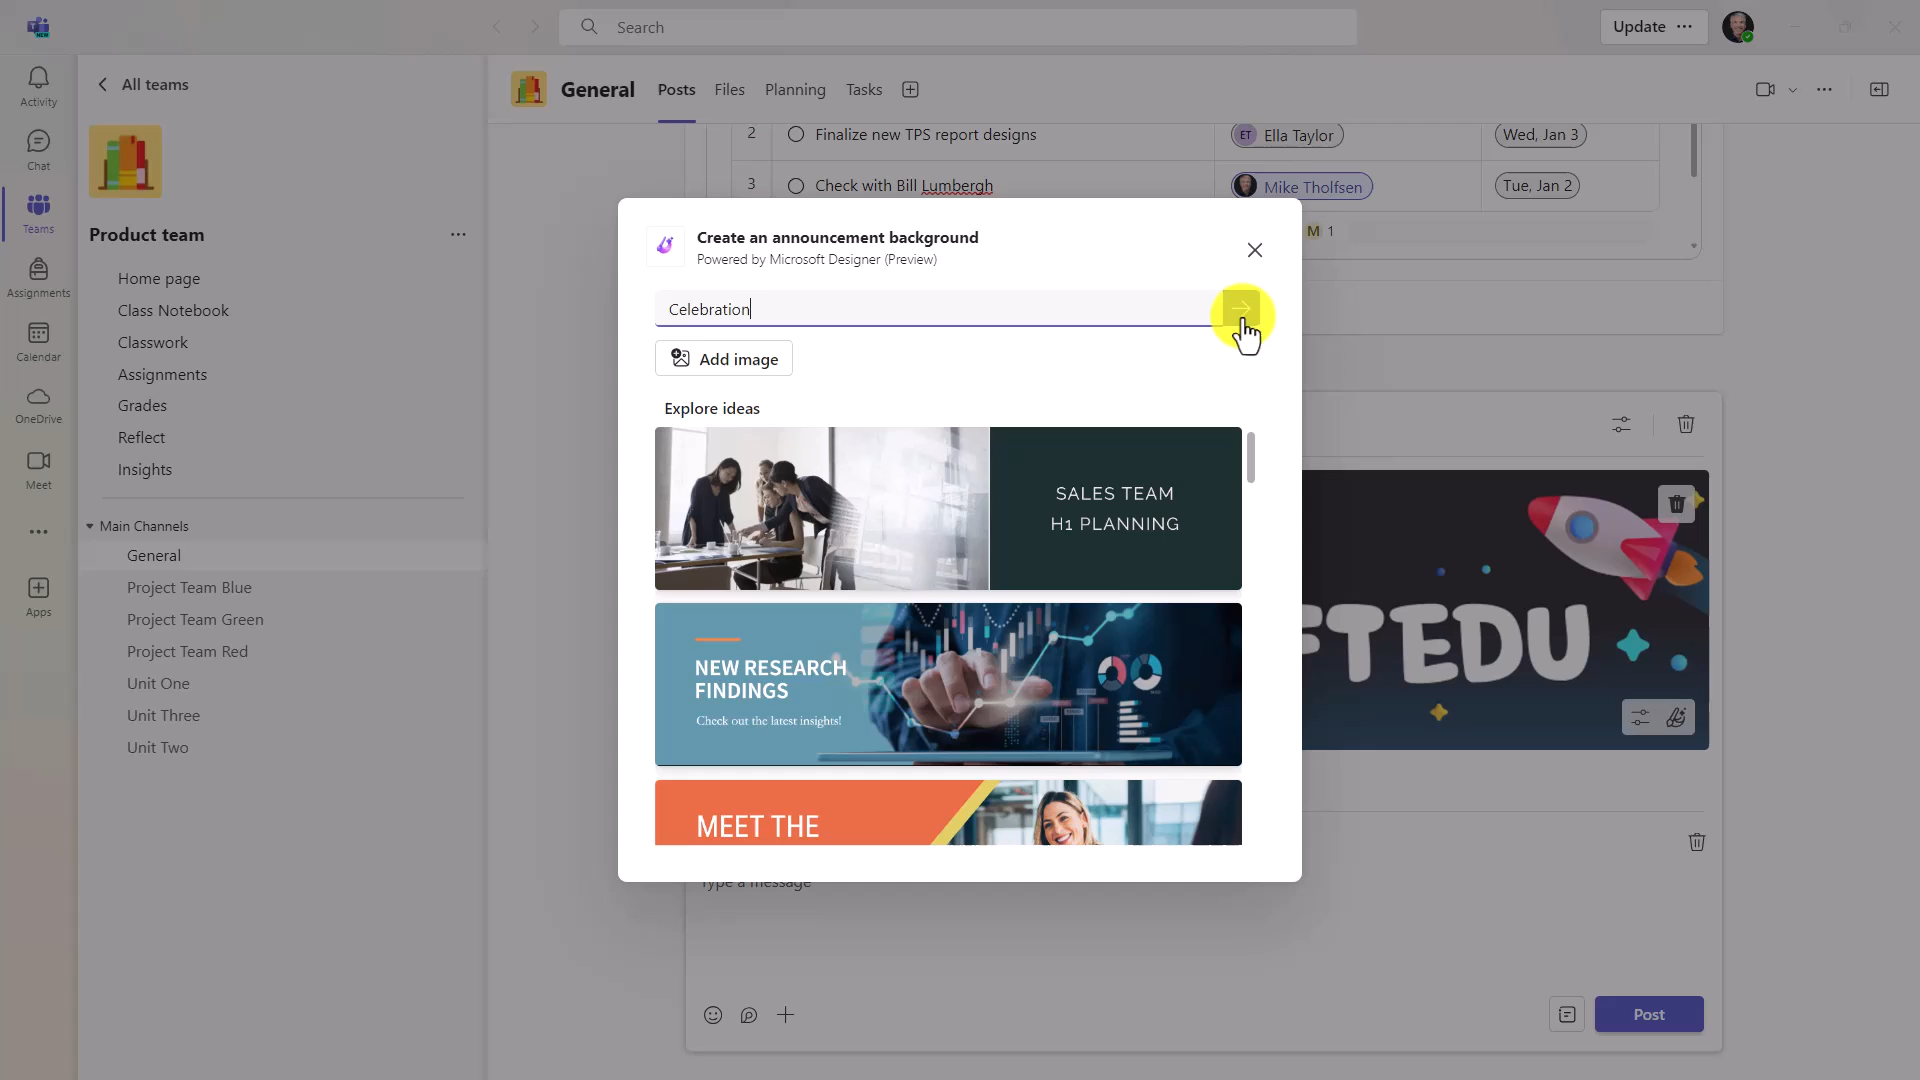 NEW
Search
Update
Activity
Chat
Teams
Assignments
Calendar
OneDrive
Meet
Apps
All teams
Product team
Home page
Class Notebook
Classwork
Assignments
Grades
Reflect
Insights
Main Channels
General
Project Team Blue
Project Team Green
Project Team Red
Unit One
Unit Three
Unit Two
General
Posts
Files
Planning
Tasks
2 Finalize new TPS report designs ET Ella Taylor Wed, Jan 3
3 Check with Bill Lumbergh Mike Tholfsen Tue, Jan 2
M 1
Create an announcement background
Powered by Microsoft Designer (Preview)
Celebration
Add image
Explore ideas
SALES TEAM
H1 PLANNING
NEW RESEARCH
FINDINGS
Check out the latest insights!
MEET THE
FTEDU
Type a message
Post